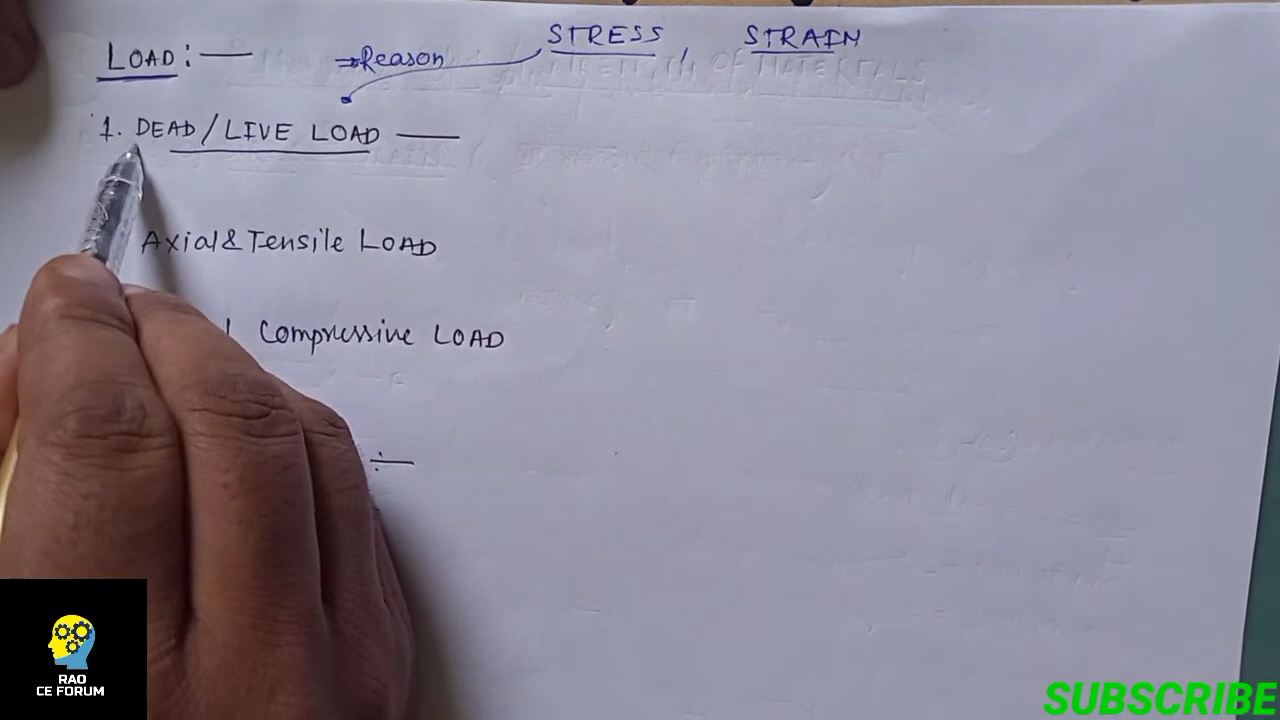 STRESS, STRAIN
LOAD:— ⇒Reason
1. DEAD/LIVE LOAD —
Axial&Tensile LOAD
Compressive LOAD
RAO
CE FORUM
SUBSCRIBE